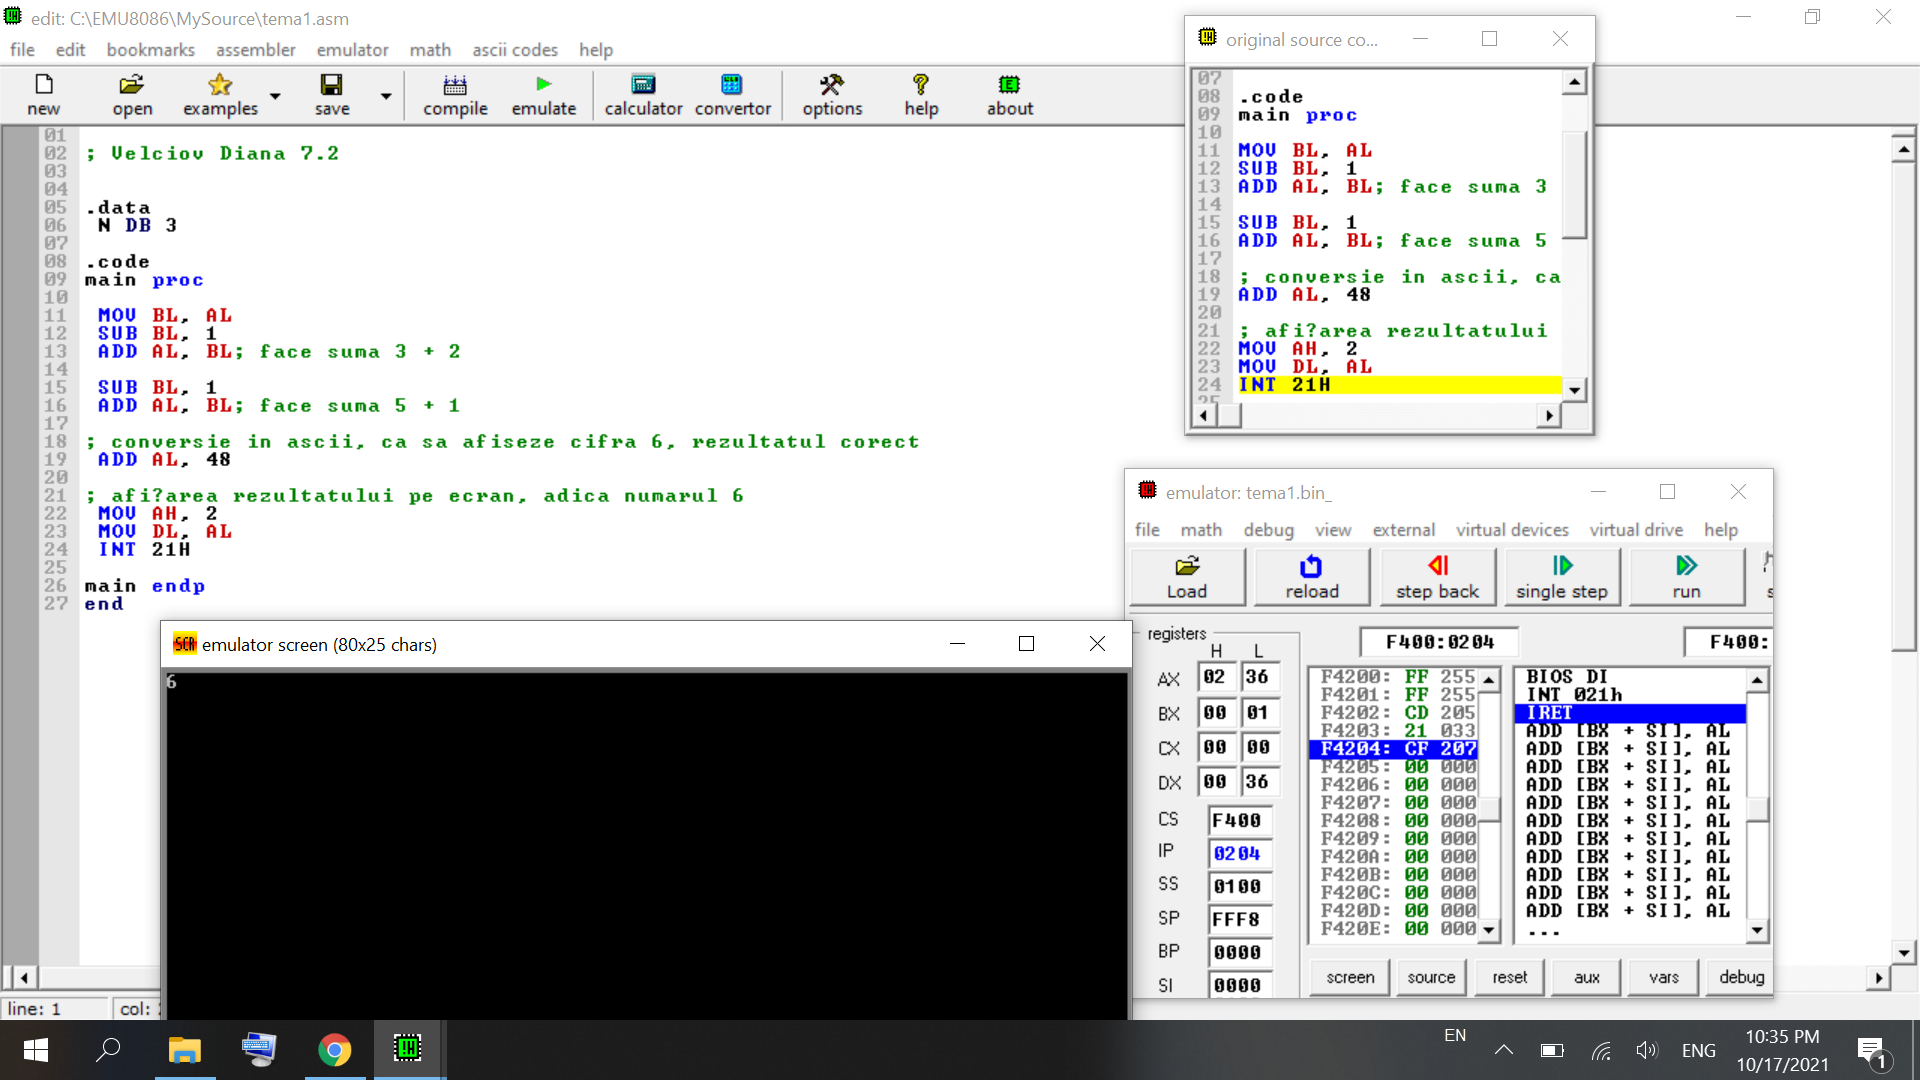 edit: C:\EMU8086\MySource\tema1.asm
file edit bookmarks assembler emulator math ascii codes help
new open examples save compile emulate calculator convertor options help about
01
02 ; Velciov Diana 7.2
03
04
05 .data
06 N DB 3
07
08 .code
09 main proc
10
11 MOV BL, AL
12 SUB BL, 1
13 ADD AL, BL; face suma 3 + 2
14
15 SUB BL, 1
16 ADD AL, BL; face suma 5 + 1
17
18 ; conversie in ascii, ca sa afiseze cifra 6, rezultatul corect
19 ADD AL, 48
20
21 ; afi?area rezultatului pe ecran, adica numarul 6
22 MOV AH, 2
23 MOV DL, AL
24 INT 21H
25
26 main endp
27 end
line: 1 col:
original source co...
07
08 .code
09 main proc
10
11 MOV BL, AL
12 SUB BL, 1
13 ADD AL, BL; face suma 3
14
15 SUB BL, 1
16 ADD AL, BL; face suma 5
17
18 ; conversie in ascii, ca
19 ADD AL, 48
20
21 ; afi?area rezultatului
22 MOV AH, 2
23 MOV DL, AL
24 INT 21H
25
SCR emulator screen (80x25 chars)
6
emulator: tema1.bin_
file math debug view external virtual devices virtual drive help
Load reload step back single step run
registers
H L
AX 02 36
BX 00 01
CX 00 00
DX 00 36
CS F400
IP 0204
SS 0100
SP FFF8
BP 0000
SI 0000
F400:0204
F400:
F4200: FF 255
F4201: FF 255
F4202: CD 205
F4203: 21 033
F4204: CF 207
F4205: 00 000
F4206: 00 000
F4207: 00 000
F4208: 00 000
F4209: 00 000
F420A: 00 000
F420B: 00 000
F420C: 00 000
F420D: 00 000
F420E: 00 000
BIOS DI
INT 021h
IRET
ADD [BX + SI], AL
ADD [BX + SI], AL
ADD [BX + SI], AL
ADD [BX + SI], AL
ADD [BX + SI], AL
ADD [BX + SI], AL
ADD [BX + SI], AL
ADD [BX + SI], AL
ADD [BX + SI], AL
ADD [BX + SI], AL
ADD [BX + SI], AL
...
screen source reset aux vars debug
EN
ENG
10:35 PM
10/17/2021
1